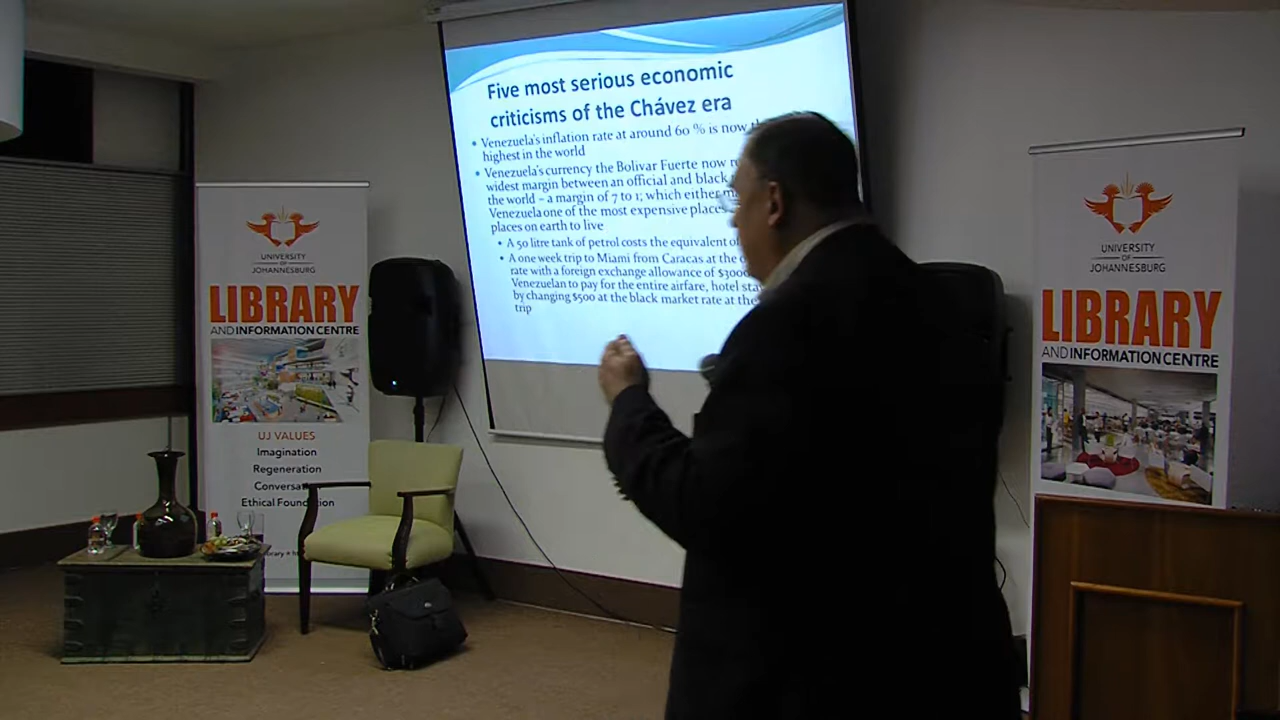 Five most serious economic
criticisms of the Chávez era
• Venezuela's inflation rate at around 60 % is now
highest in the world
• Venezuela's currency the Bolivar Fuerte now
widest margin between an official and black
the world – a margin of 7 to 1; which either
Venezuela one of the most expensive places
places on earth to live
• A 50 litre tank of petrol costs the equivalent of
• A one week trip to Miami from Caracas at the
rate with a foreign exchange allowance of $3000
Venezuelan to pay for the entire airfare, hotel
by changing $500 at the black market rate at the
trip
UNIVERSITY
OF
JOHANNESBURG
LIBRARY
AND INFORMATION CENTRE
UJ VALUES
Imagination
Regeneration
Ethical
UNIVERSITY
OF
JOHANNESBURG
LIBRARY
AND INFORMATION CENTRE